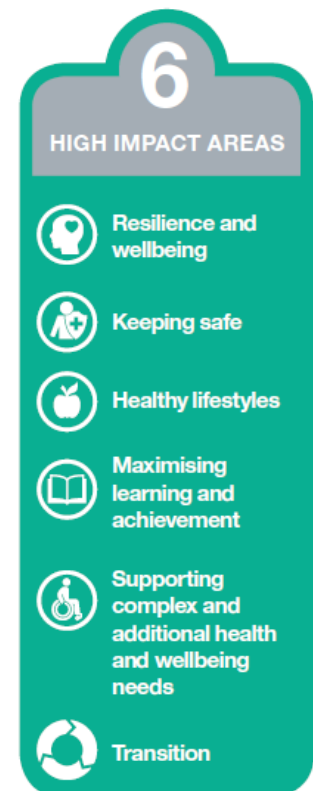 6
HIGH IMPACT AREAS
Resilience and
wellbeing
Keeping safe
Healthy lifestyles
Maximising
learning and
achievement
Supporting
complex and
additional health
and wellbeing
needs
Transition